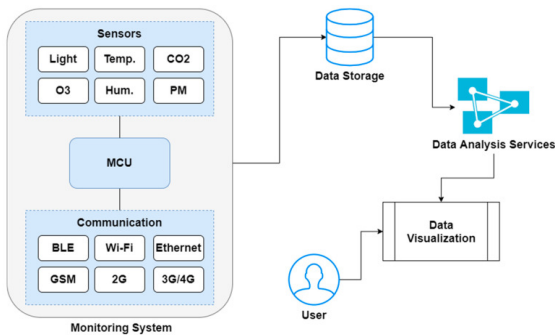 Sensors
Light
Temp.
CO2
O3
Hum.
PM
MCU
Communication
BLE
Wi-Fi
Ethernet
GSM
2G
3G/4G
Monitoring System
Data Storage
Data Analysis Services
Data
Visualization
User